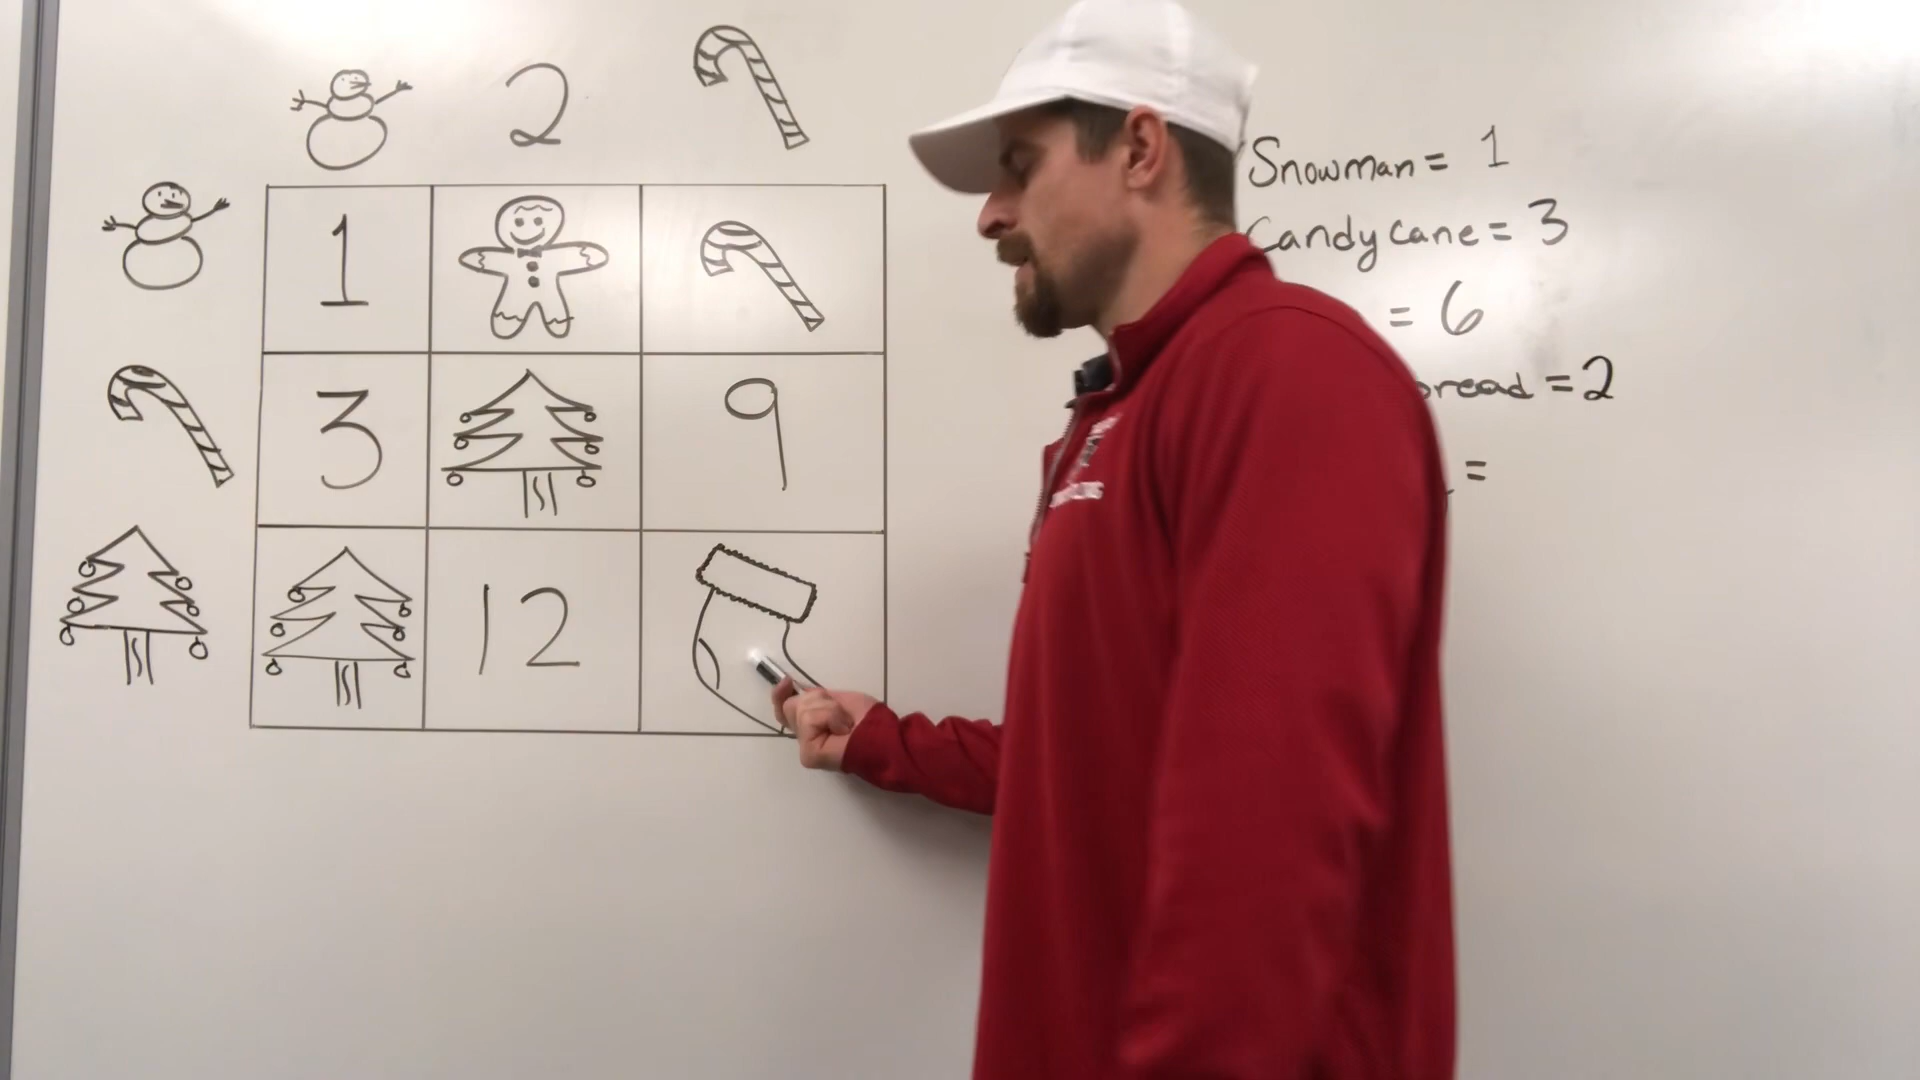 2
1
3 9
12
Snowman = 1
Candy cane = 3
= 6
bread = 2
=